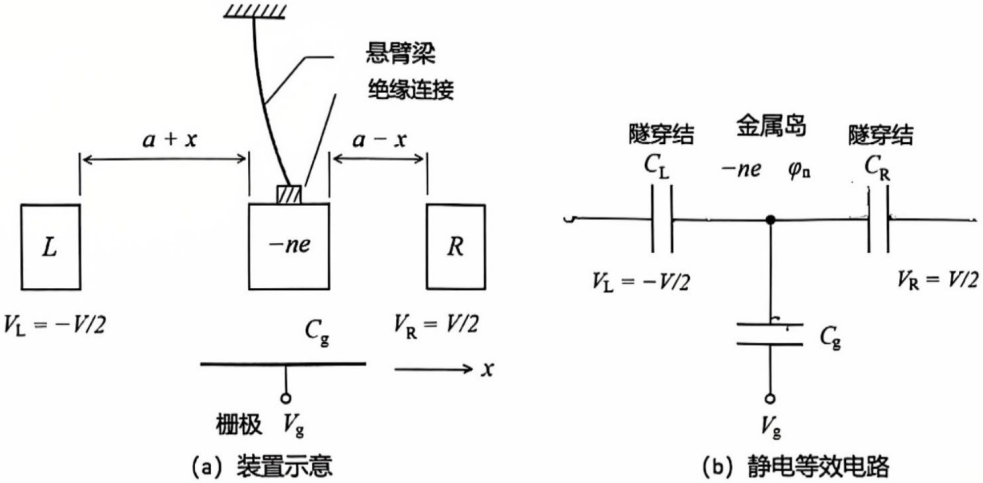 悬臂梁
绝缘连接
a + x
a − x
L
−ne
R
V_L = −V/2
C_g
V_R = V/2
x
栅极 V_g
(a) 装置示意
隧穿结
金属岛
隧穿结
C_L
−ne φ_n
C_R
V_L = −V/2
V_R = V/2
C_g
V_g
(b) 静电等效电路